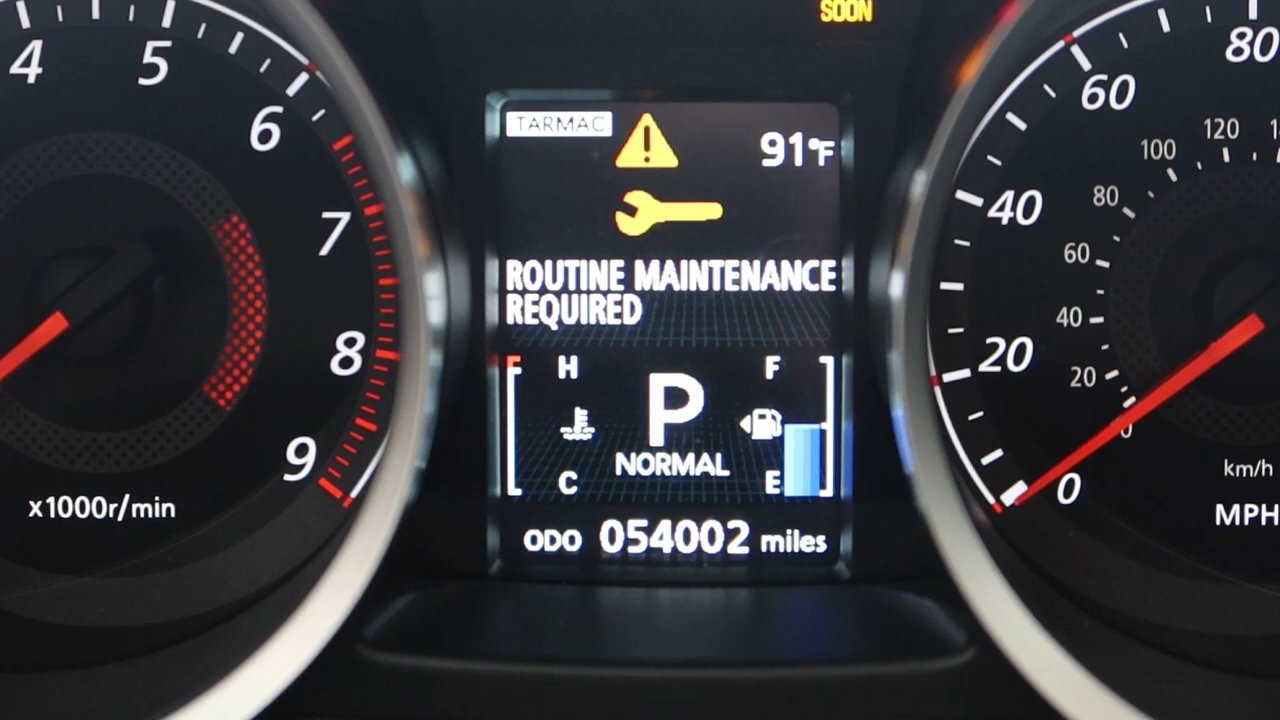 SOON
4
5
6
7
8
9
x1000r/min
TARMAC
91°F
ROUTINE MAINTENANCE
REQUIRED
F
H
F
P
NORMAL
C
E
ODO 054002 miles
80
60
40
20
0
120
100
80
60
40
20
0
km/h
MPH